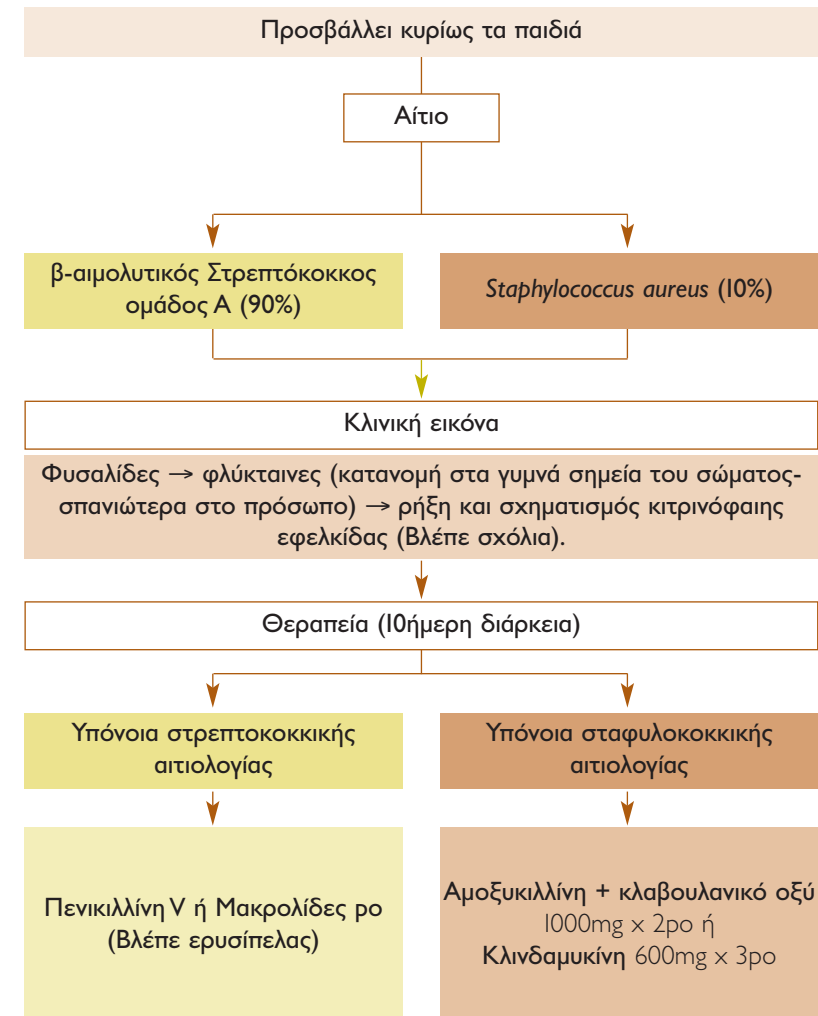 Προσβάλλει κυρίως τα παιδιά
Αίτιο
β-αιμολυτικός Στρεπτόκοκκος
ομάδος Α (90%)
Staphylococcus aureus (10%)
Κλινική εικόνα
Φυσαλίδες → φλύκταινες (κατανομή στα γυμνά σημεία του σώματος-
σπανιώτερα στο πρόσωπο) → ρήξη και σχηματισμός κιτρινόφαιης
εφελκίδας (Βλέπε σχόλια).
Θεραπεία (10ήμερη διάρκεια)
Υπόνοια στρεπτοκοκκικής
αιτιολογίας
Υπόνοια σταφυλοκοκκικής
αιτιολογίας
Πενικιλλίνη V ή Μακρολίδες po
(Βλέπε ερυσίπελας)
Αμοξυκιλλίνη + κλαβουλανικό οξύ
1000mg x 2po ή
Κλινδαμυκίνη 600mg x 3po